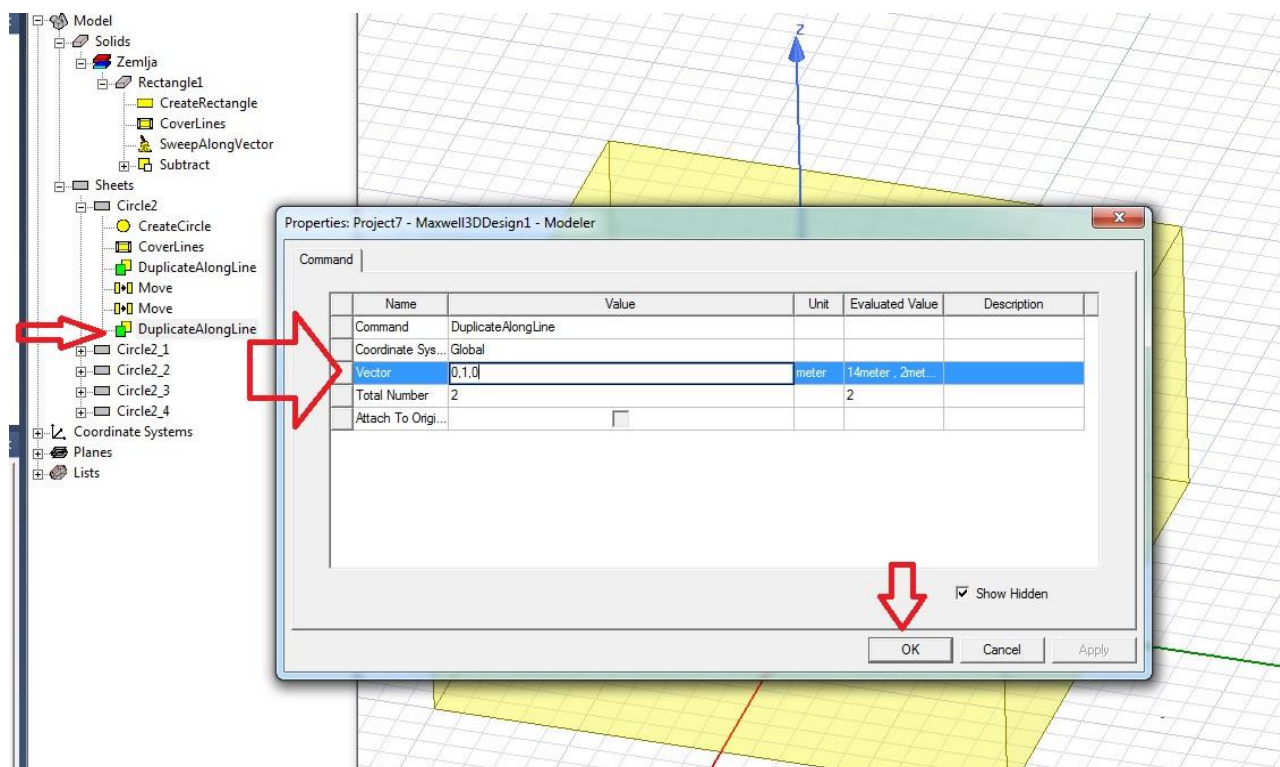 Model
Solids
Zemlja
Rectangle1
CreateRectangle
CoverLines
SweepAlongVector
Subtract
Sheets
Circle2
CreateCircle
CoverLines
DuplicateAlongLine
Move
Move
DuplicateAlongLine
Circle2_1
Circle2_2
Circle2_3
Circle2_4
Coordinate Systems
Planes
Lists
z
Properties: Project7 - Maxwell3DDesign1 - Modeler
x
Command
Name Value Unit Evaluated Value Description
Command DuplicateAlongLine
Coordinate Sys... Global
Vector 0,1,0 meter 14meter , 2met...
Total Number 2 2
Attach To Origi...
Show Hidden
OK Cancel Apply